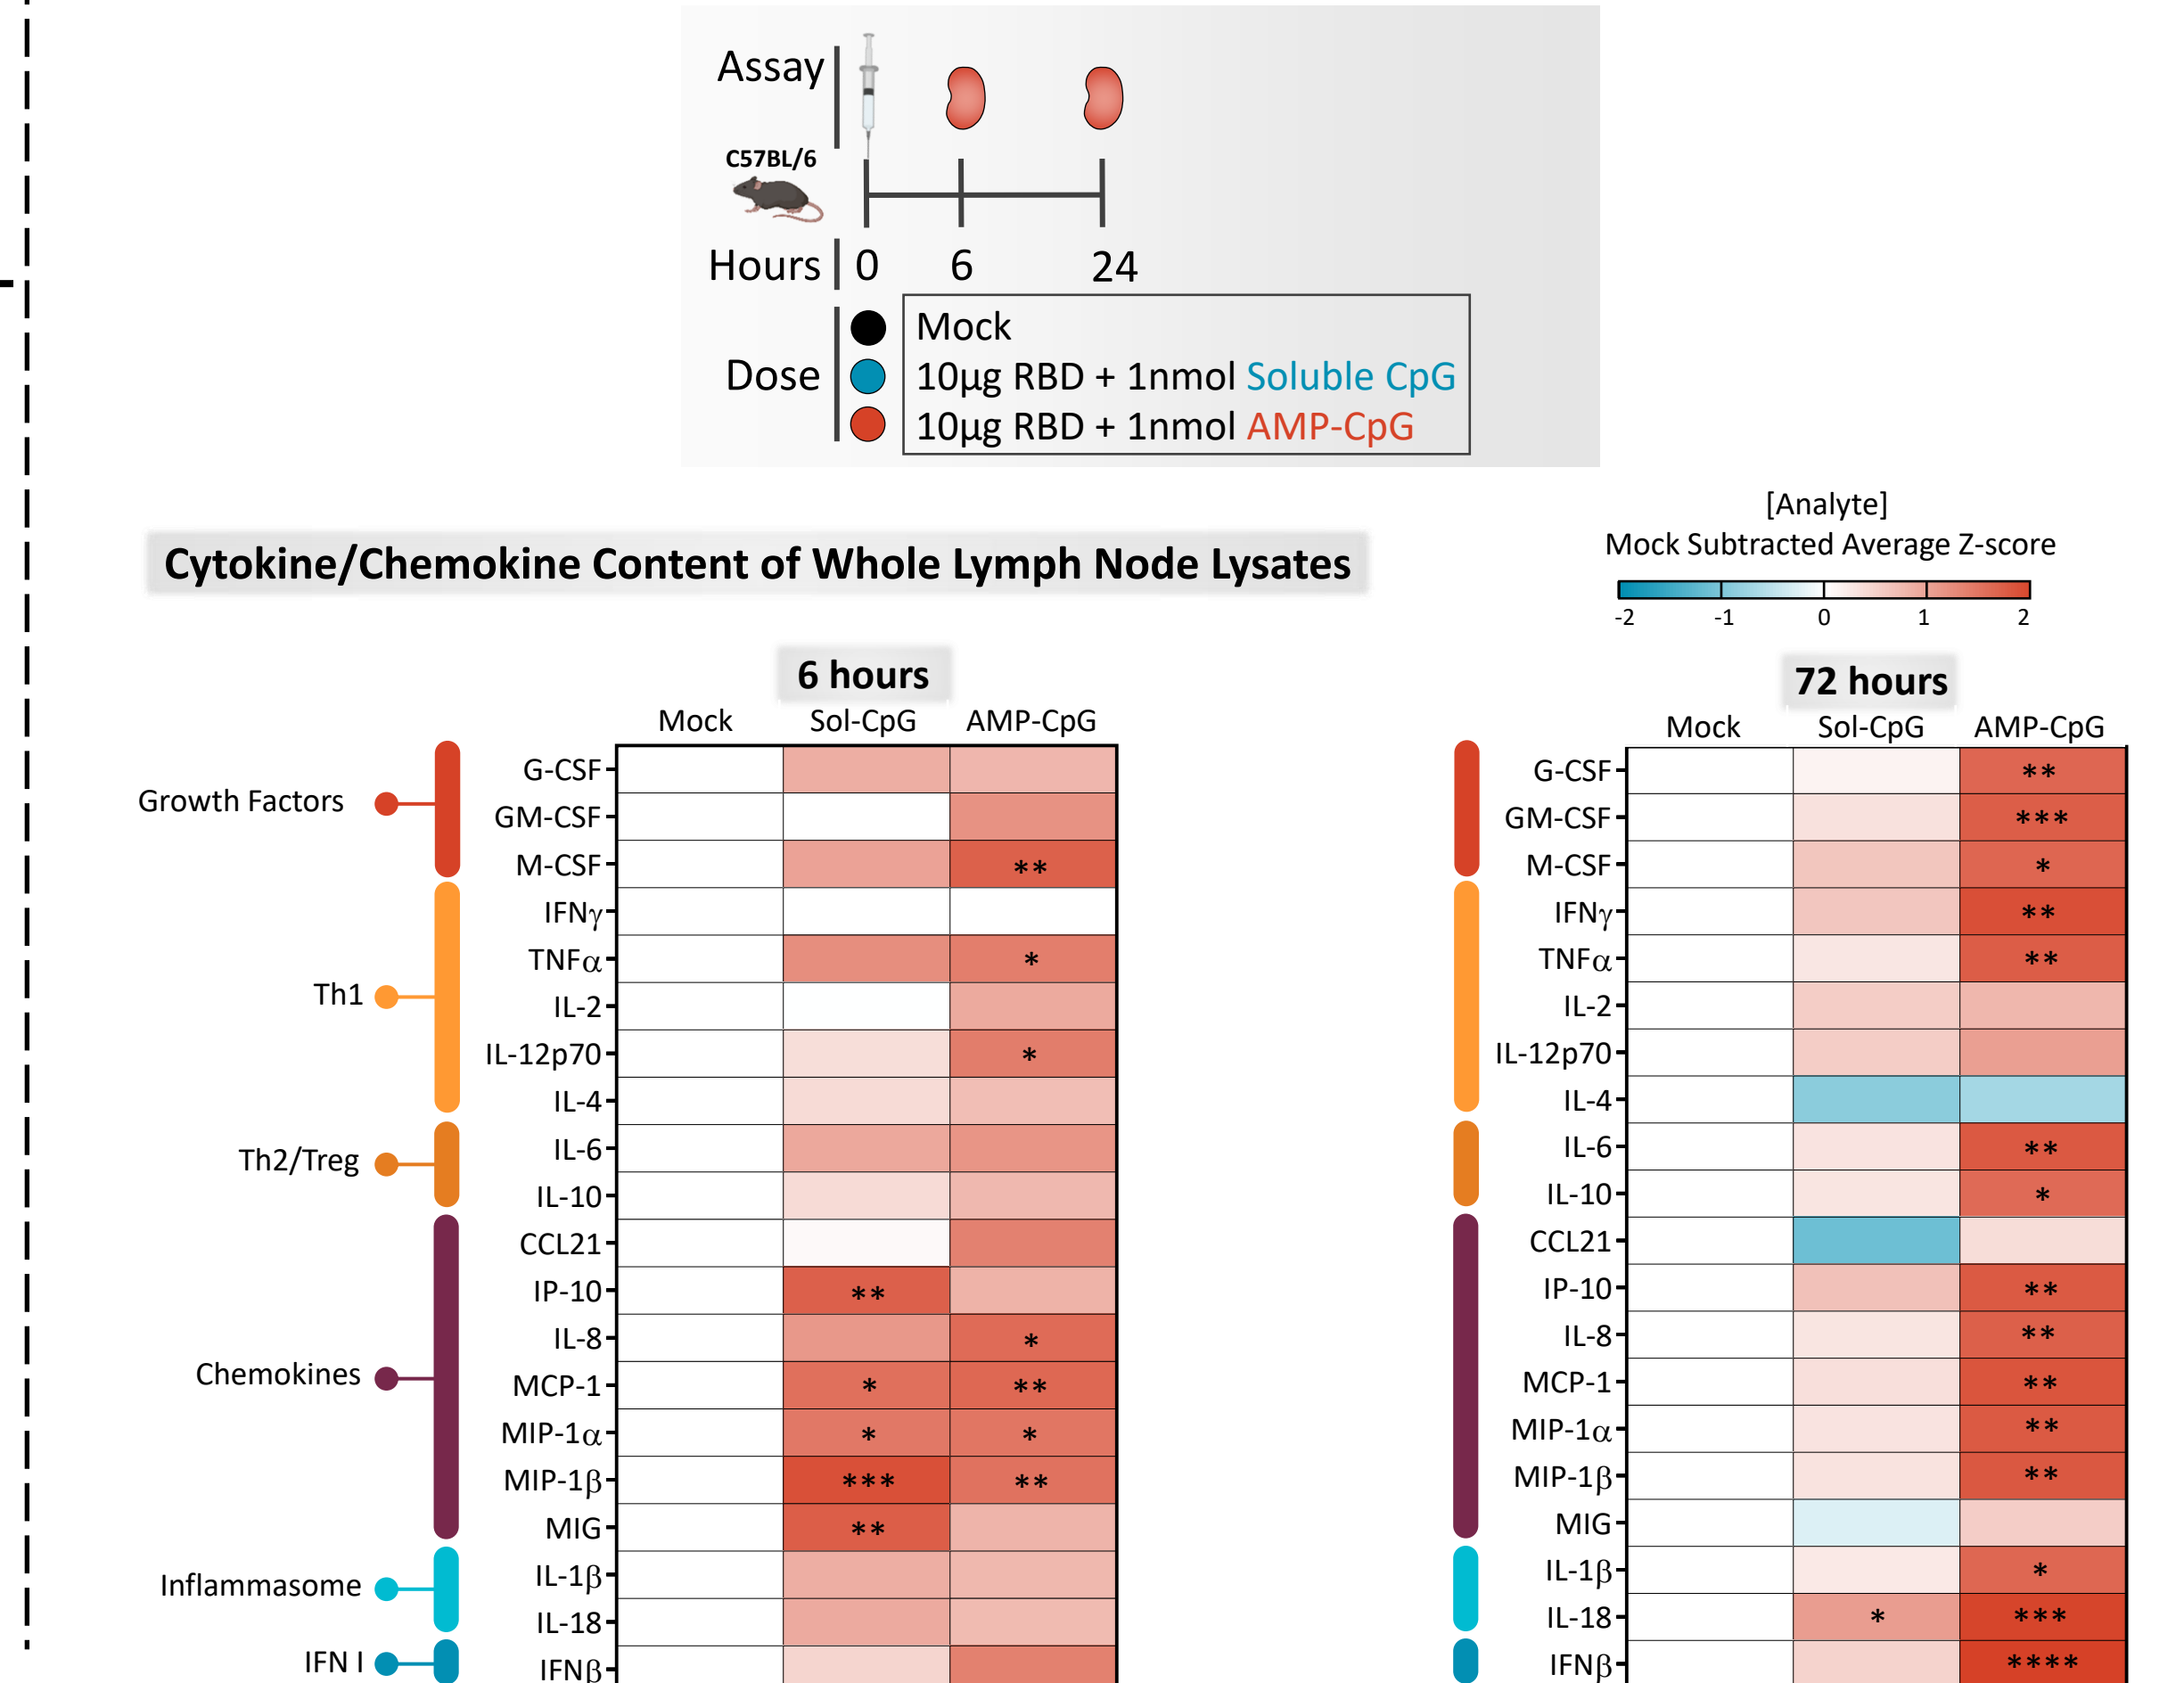 Assay
C57BL/6
Hours 0 6 24
Dose
Mock
10µg RBD + 1nmol Soluble CpG
10µg RBD + 1nmol AMP-CpG
[Analyte]
Mock Subtracted Average Z-score
-2 -1 0 1 2
Cytokine/Chemokine Content of Whole Lymph Node Lysates
6 hours
Mock Sol-CpG AMP-CpG
Growth Factors
Th1
Th2/Treg
Chemokines
Inflammasome
IFN I
G-CSF
GM-CSF
M-CSF **
IFNγ
TNFα *
IL-2
IL-12p70 *
IL-4
IL-6
IL-10
CCL21
IP-10 **
IL-8 *
MCP-1 * **
MIP-1α * *
MIP-1β *** **
MIG **
IL-1β
IL-18
IFNβ
72 hours
Mock Sol-CpG AMP-CpG
G-CSF **
GM-CSF ***
M-CSF *
IFNγ **
TNFα **
IL-2
IL-12p70
IL-4
IL-6 **
IL-10 *
CCL21
IP-10 **
IL-8 **
MCP-1 **
MIP-1α **
MIP-1β **
MIG
IL-1β *
IL-18 * ***
IFNβ ****